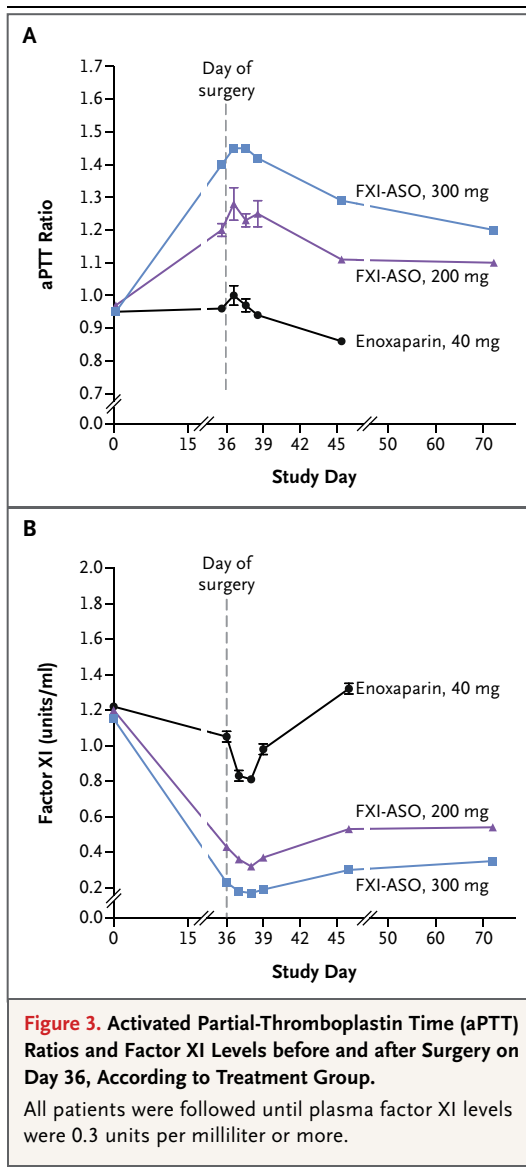 A
1.7
1.6
1.5
1.4
1.3
1.2
1.1
1.0
0.9
0.8
0.7
0.0
aPTT Ratio
Day of
surgery
FXI-ASO, 300 mg
FXI-ASO, 200 mg
Enoxaparin, 40 mg
0 15 36 39 42 45 50 60 70
Study Day
B
2.0
1.8
1.6
1.4
1.2
1.0
0.8
0.6
0.4
0.2
0.0
Factor XI (units/ml)
Day of
surgery
Enoxaparin, 40 mg
FXI-ASO, 200 mg
FXI-ASO, 300 mg
0 15 36 39 42 45 50 60 70
Study Day
Figure 3. Activated Partial-Thromboplastin Time (aPTT)
Ratios and Factor XI Levels before and after Surgery on
Day 36, According to Treatment Group.
All patients were followed until plasma factor XI levels
were 0.3 units per milliliter or more.